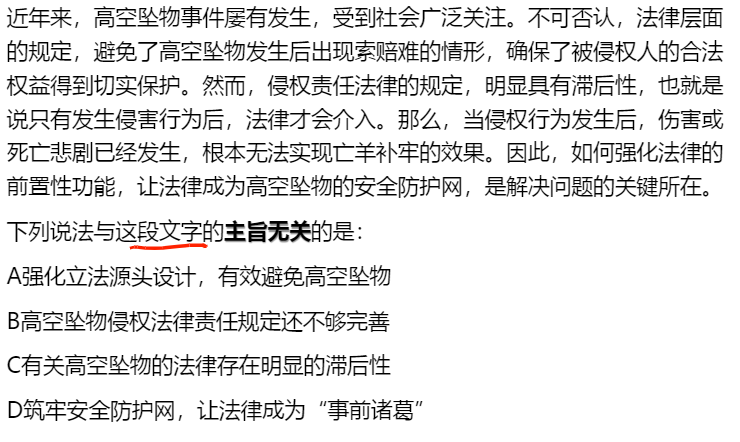 近年来，高空坠物事件屡有发生，受到社会广泛关注。不可否认，法律层面
的规定，避免了高空坠物发生后出现索赔难的情形，确保了被侵权人的合法
权益得到切实保护。然而，侵权责任法律的规定，明显具有滞后性，也就是
说只有发生侵害行为后，法律才会介入。那么，当侵权行为发生后，伤害或
死亡悲剧已经发生，根本无法实现亡羊补牢的效果。因此，如何强化法律的
前置性功能，让法律成为高空坠物的安全防护网，是解决问题的关键所在。
下列说法与这段文字的主旨无关的是：
A强化立法源头设计，有效避免高空坠物
B高空坠物侵权法律责任规定还不够完善
C有关高空坠物的法律存在明显的滞后性
D筑牢安全防护网，让法律成为“事前诸葛”